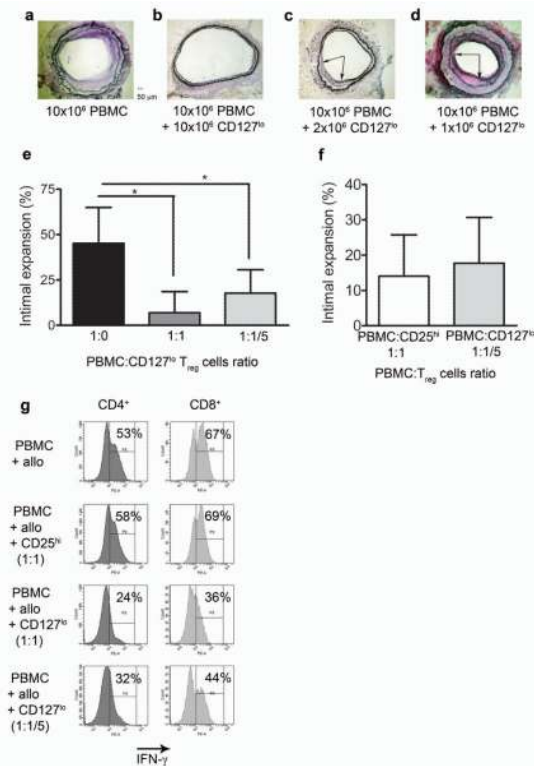 a b c d
50 µm
10x10⁶ PBMC
10x10⁶ PBMC
+ 10x10⁶ CD127ˡᵒ
10x10⁶ PBMC
+ 2x10⁶ CD127ˡᵒ
10x10⁶ PBMC
+ 1x10⁶ CD127ˡᵒ
e
Intimal expansion (%)
75
50
25
0
*
*
1:0 1:1 1:1/5
PBMC:CD127ˡᵒ Treg cells ratio
f
Intimal expansion (%)
40
30
20
10
0
PBMC:CD25ʰⁱ PBMC:CD127ˡᵒ
1:1 1:1/5
PBMC:Treg cells ratio
g
CD4⁺ CD8⁺
PBMC
+ allo
53% 67%
PBMC
+ allo
+ CD25ʰⁱ
(1:1)
58% 69%
PBMC
+ allo
+ CD127ˡᵒ
(1:1)
24% 36%
PBMC
+ allo
+ CD127ˡᵒ
(1:1/5)
32% 44%
IFN-γ